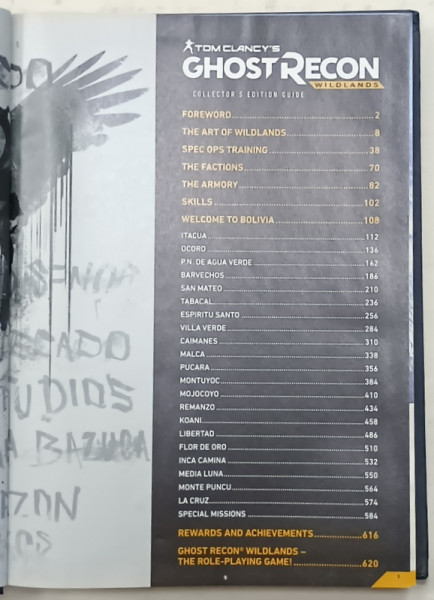 TOM CLANCY'S
GHOST RECON
WILDLANDS
COLLECTOR'S EDITION GUIDE
FOREWORD 2
THE ART OF WILDLANDS 8
SPEC OPS TRAINING 38
THE FACTIONS 70
THE ARMORY 82
SKILLS 102
WELCOME TO BOLIVIA 108
ITACUA 112
OCORO 136
P.N. DE AGUA VERDE 162
BARVECHOS 186
SAN MATEO 210
TABACAL 236
ESPIRITU SANTO 256
VILLA VERDE 284
CAIMANES 310
MALCA 338
PUCARA 356
MONTUYOC 384
MOJOCOYO 410
REMANZO 434
KOANI 458
LIBERTAD 486
FLOR DE ORO 510
INCA CAMINA 532
MEDIA LUNA 550
MONTE PUNCU 564
LA CRUZ 574
SPECIAL MISSIONS 584
REWARDS AND ACHIEVEMENTS 616
GHOST RECON® WILDLANDS –
THE ROLE-PLAYING GAME! 620
BAZUCA